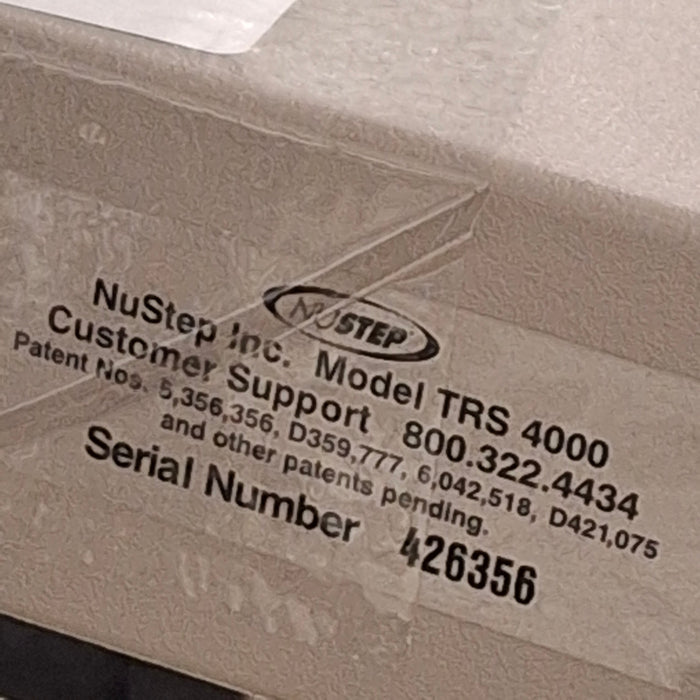 NUSTEP
NuStep Inc. Model TRS 4000
Customer Support 800.322.4434
Patent Nos. 5,356,356, D359,777, 6,042,518, D421,075
and other patents pending.
Serial Number 426356